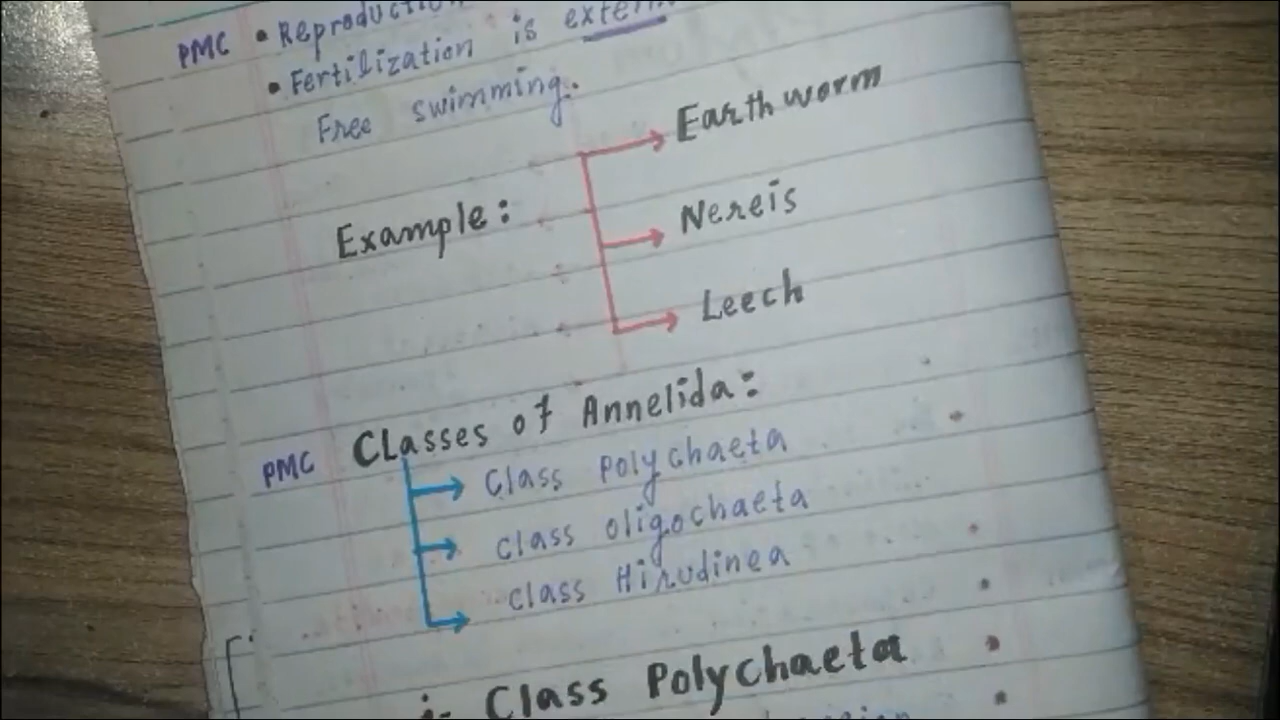 PMC • Reproduction
• Fertilization is extern
Free swimming.
Example:
Earthworm
Nereis
Leech
PMC Classes of Annelida:
Class Polychaeta
class oligochaeta
class Hirudinea
i- Class Polychaeta